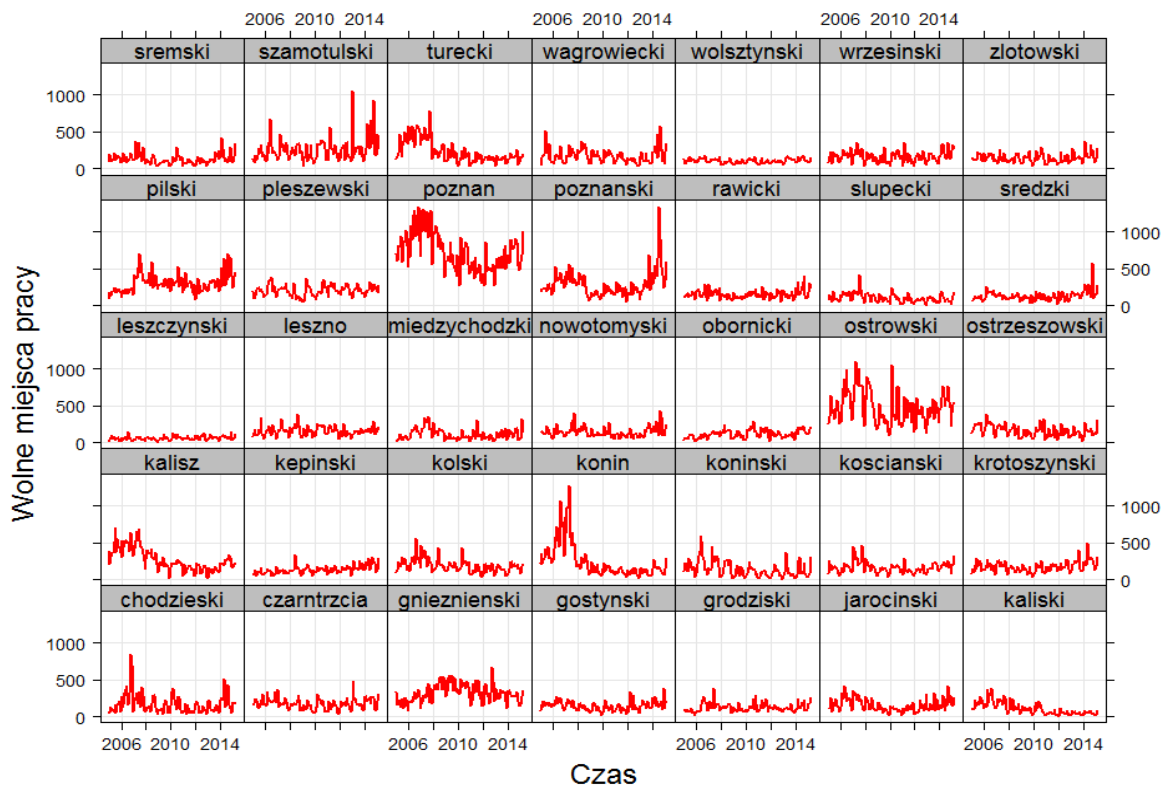 2006 2010 2014 2006 2010 2014 2006 2010 2014
sremski szamotulski turecki wagrowiecki wolsztynski wrzesinski zlotowski
1000
500
0
pilski pleszewski poznan poznanski rawicki slupecki sredzki
1000
500
0
leszczynski leszno miedzychodzki nowotomyski obornicki ostrowski ostrzeszowski
1000
500
0
kalisz kepinski kolski konin koninski koscianski krotoszynski
1000
500
0
chodzieski czarntrzcia gnieznienski gostynski grodziski jarocinski kaliski
1000
500
0
2006 2010 2014 2006 2010 2014 2006 2010 2014 2006 2010 2014
Czas
Wolne miejsca pracy